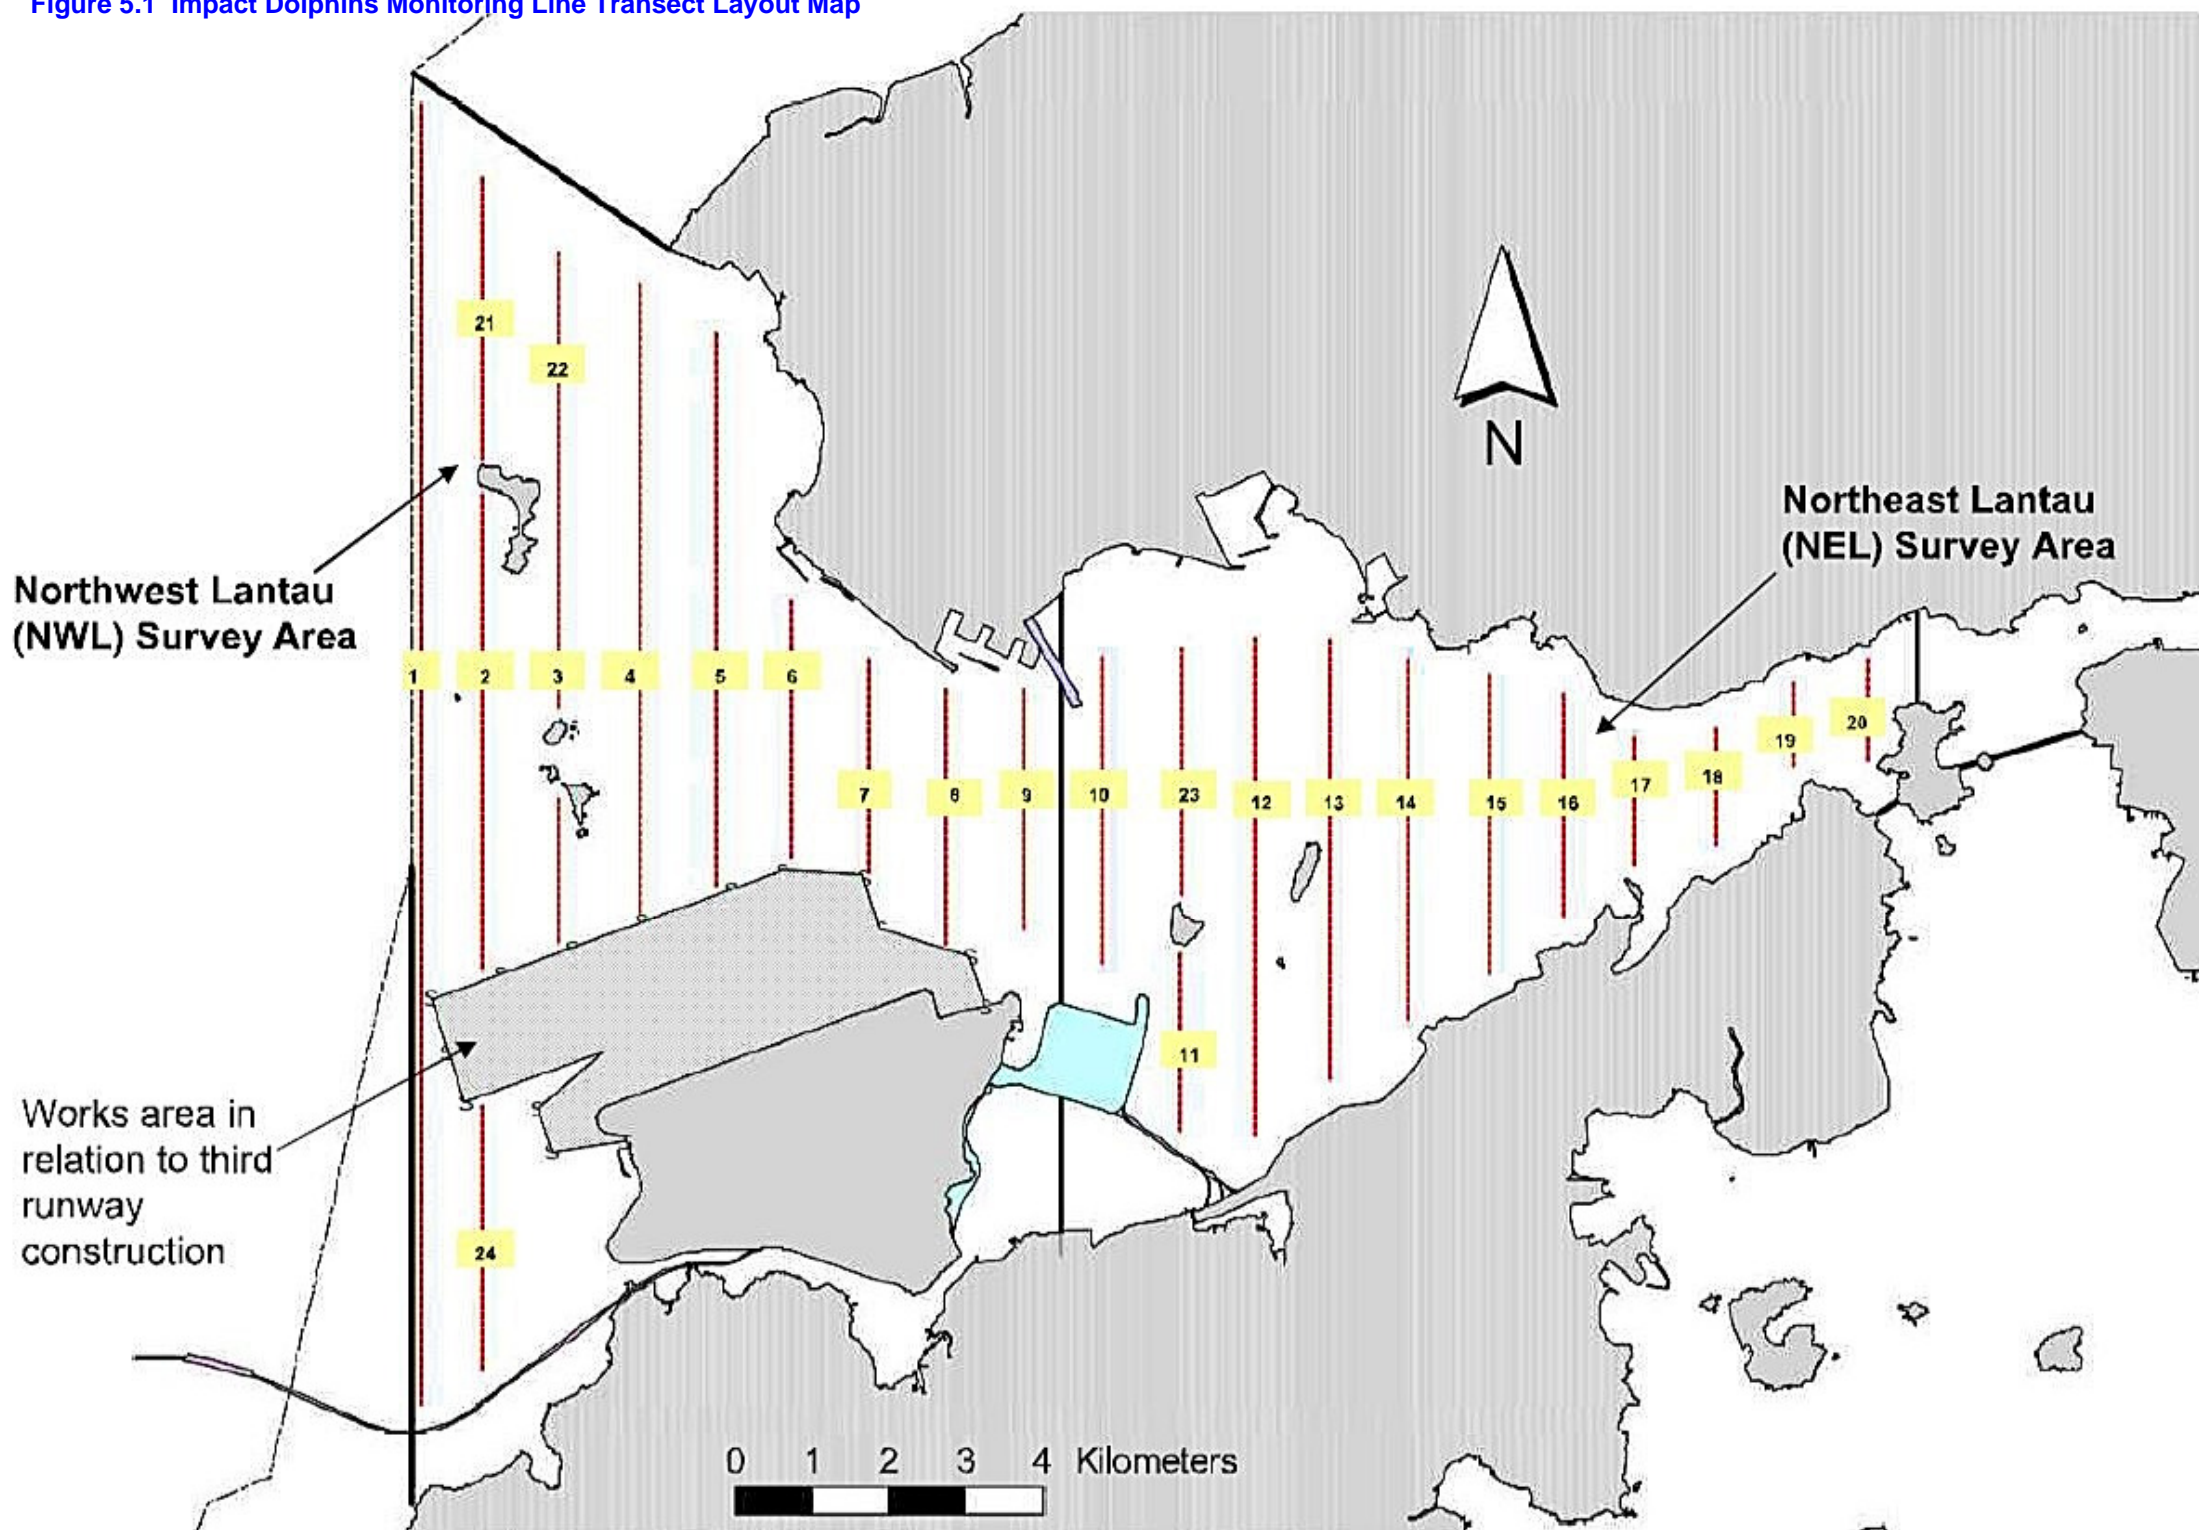 Figure 5.1 Impact Dolphins Monitoring Line Transect Layout Map
21
22
N
Northeast Lantau
(NEL) Survey Area
Northwest Lantau
(NWL) Survey Area
1
2
3
4
5
6
7
8
9
10
23
12
13
14
15
16
17
18
19
20
11
Works area in
relation to third
runway
construction
24
0 1 2 3 4 Kilometers